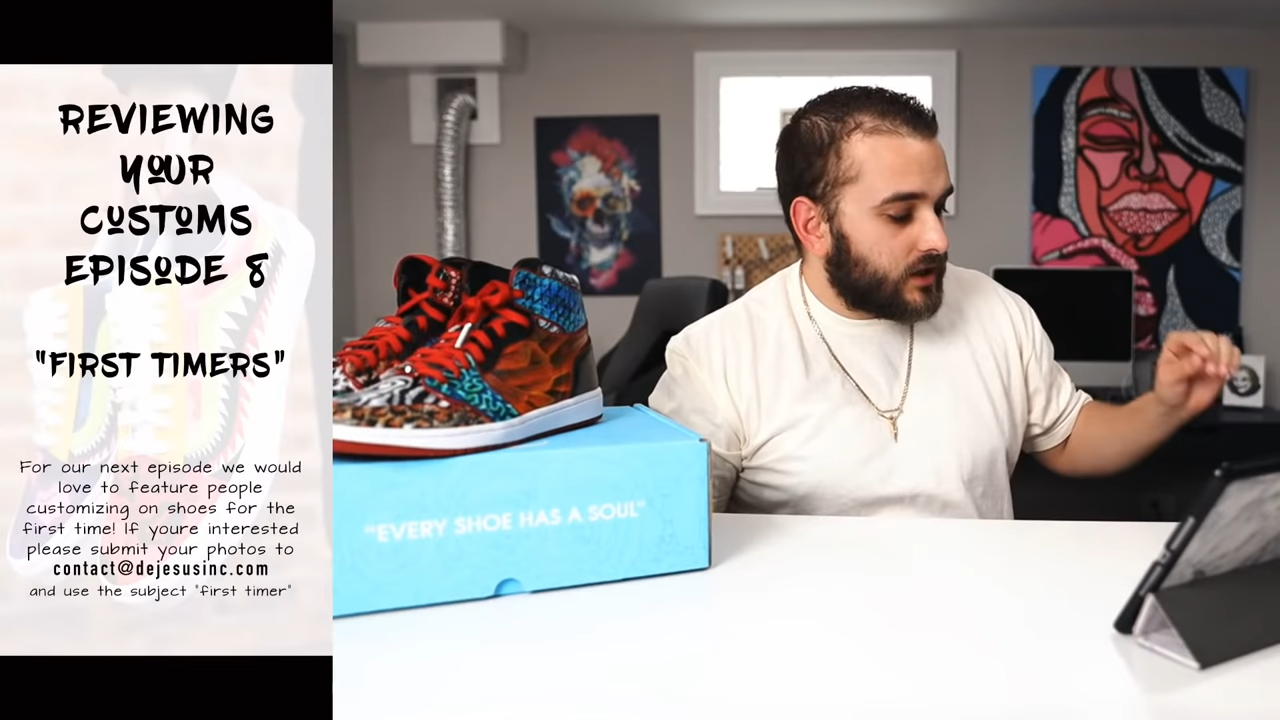 REVIEWING
YOUR
CUSTOMS
EPISODE 8
"FIRST TIMERS"
For our next episode we would
love to feature people
customizing on shoes for the
first time! If youre interested
please submit your photos to
contact@dejesusinc.com
and use the subject "first timer"
"EVERY SHOE HAS A SOUL"